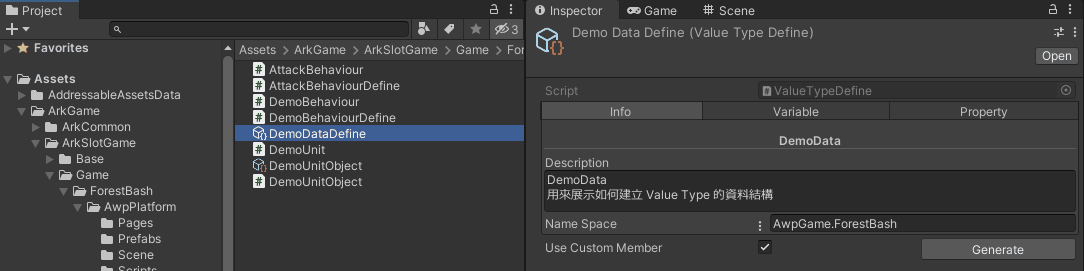 Project
3
Favorites
Assets
AddressableAssetsData
ArkGame
ArkCommon
ArkSlotGame
Base
Game
ForestBash
AwpPlatform
Pages
Prefabs
Scene
Scripts
Assets > ArkGame > ArkSlotGame > Game > For
AttackBehaviour
AttackBehaviourDefine
DemoBehaviour
DemoBehaviourDefine
DemoDataDefine
DemoUnit
DemoUnitObject
DemoUnitObject
Inspector Game Scene
Demo Data Define (Value Type Define)
Open
Script ValueTypeDefine
Info Variable Property
DemoData
Description
DemoData
用來展示如何建立 Value Type 的資料結構
Name Space AwpGame.ForestBash
Use Custom Member Generate